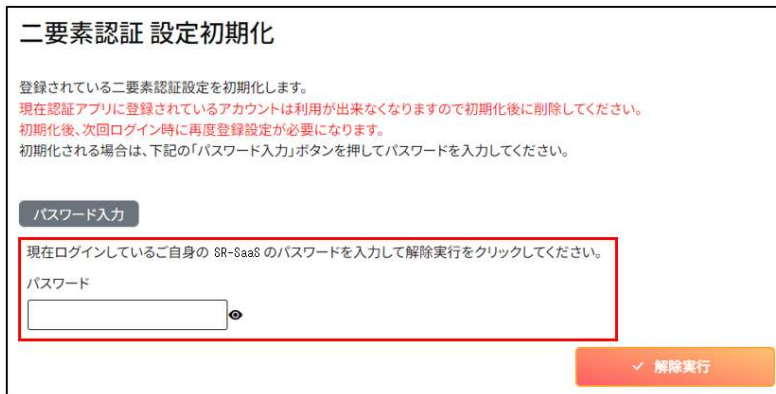 二要素認証 設定初期化
登録されている二要素認証設定を初期化します。
現在認証アプリに登録されているアカウントは利用が出来なくなりますので初期化後に削除してください。
初期化後、次回ログイン時に再度登録設定が必要になります。
初期化される場合は、下記の「パスワード入力」ボタンを押してパスワードを入力してください。
パスワード入力
現在ログインしているご自身の SR-SaaS のパスワードを入力して解除実行をクリックしてください。
パスワード
解除実行